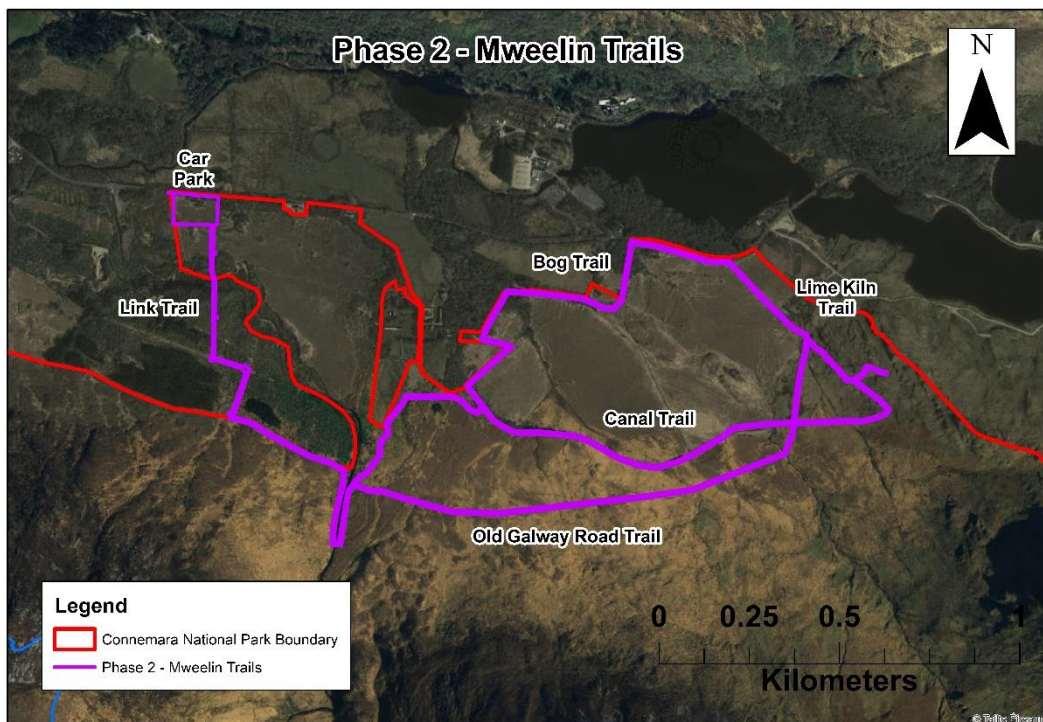 Phase 2 - Mweelin Trails
N
Car
Park
Bog Trail
Link Trail
Lime Kiln
Trail
Canal Trail
Old Galway Road Trail
Legend
Connemara National Park Boundary
Phase 2 - Mweelin Trails
0 0.25 0.5 1
Kilometers